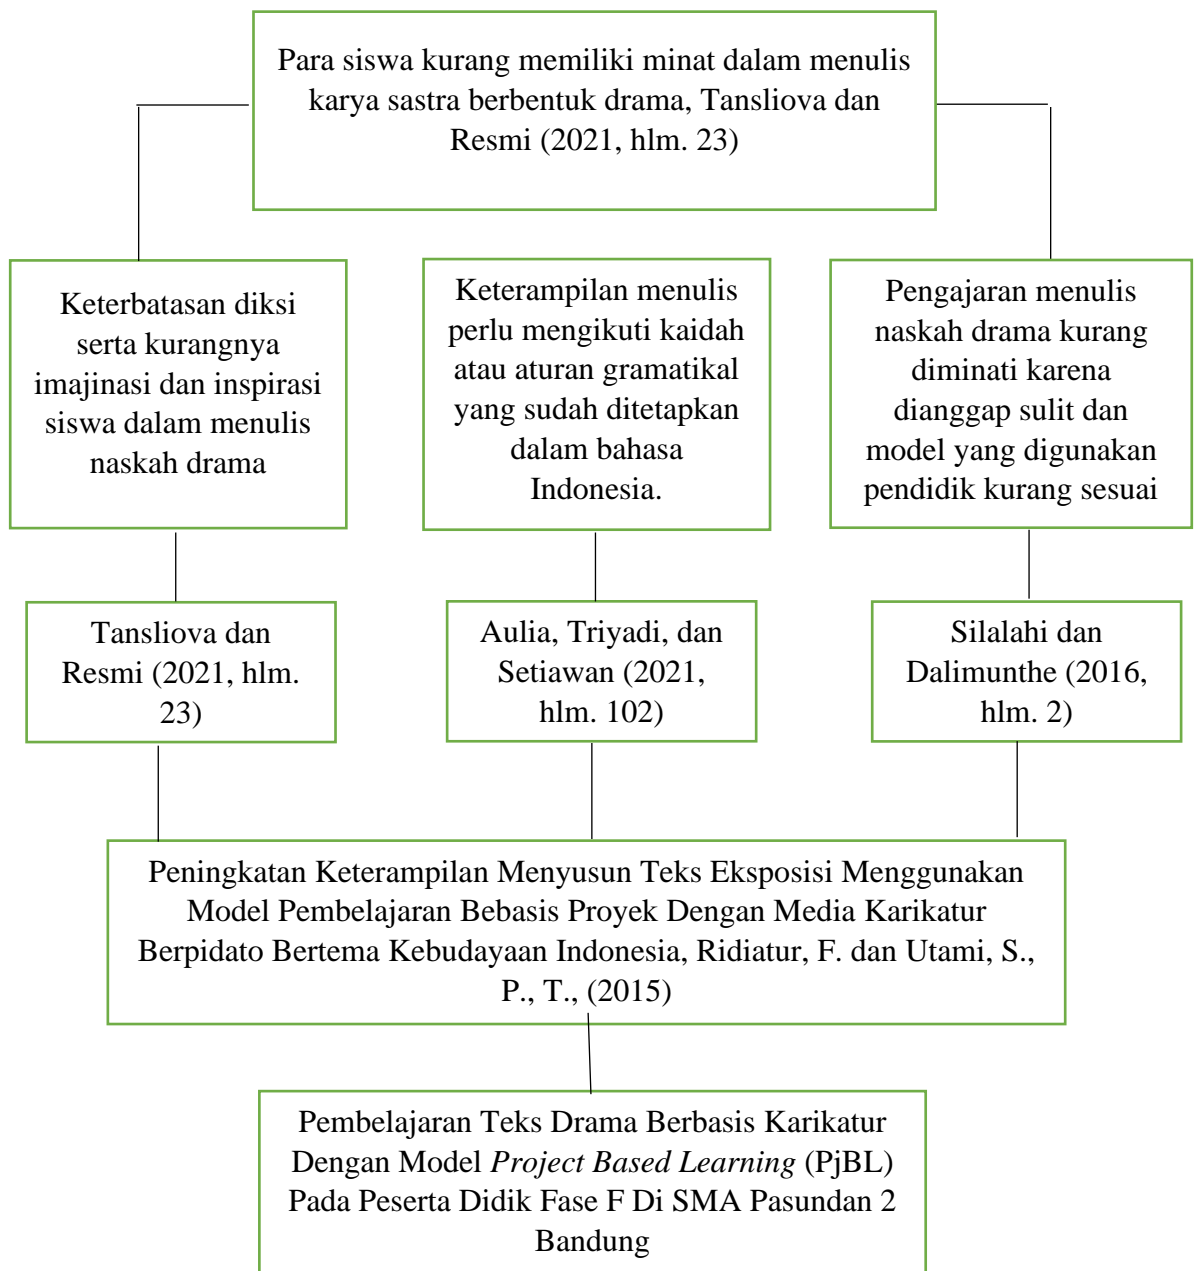 Para siswa kurang memiliki minat dalam menulis
karya sastra berbentuk drama, Tansliova dan
Resmi (2021, hlm. 23)
Keterbatasan diksi
serta kurangnya
imajinasi dan inspirasi
siswa dalam menulis
naskah drama
Keterampilan menulis
perlu mengikuti kaidah
atau aturan gramatikal
yang sudah ditetapkan
dalam bahasa
Indonesia.
Pengajaran menulis
naskah drama kurang
diminati karena
dianggap sulit dan
model yang digunakan
pendidik kurang sesuai
Tansliova dan
Resmi (2021, hlm.
23)
Aulia, Triyadi, dan
Setiawan (2021,
hlm. 102)
Silalahi dan
Dalimunthe (2016,
hlm. 2)
Peningkatan Keterampilan Menyusun Teks Eksposisi Menggunakan
Model Pembelajaran Bebasis Proyek Dengan Media Karikatur
Berpidato Bertema Kebudayaan Indonesia, Ridiatur, F. dan Utami, S.,
P., T., (2015)
Pembelajaran Teks Drama Berbasis Karikatur
Dengan Model Project Based Learning (PjBL)
Pada Peserta Didik Fase F Di SMA Pasundan 2
Bandung